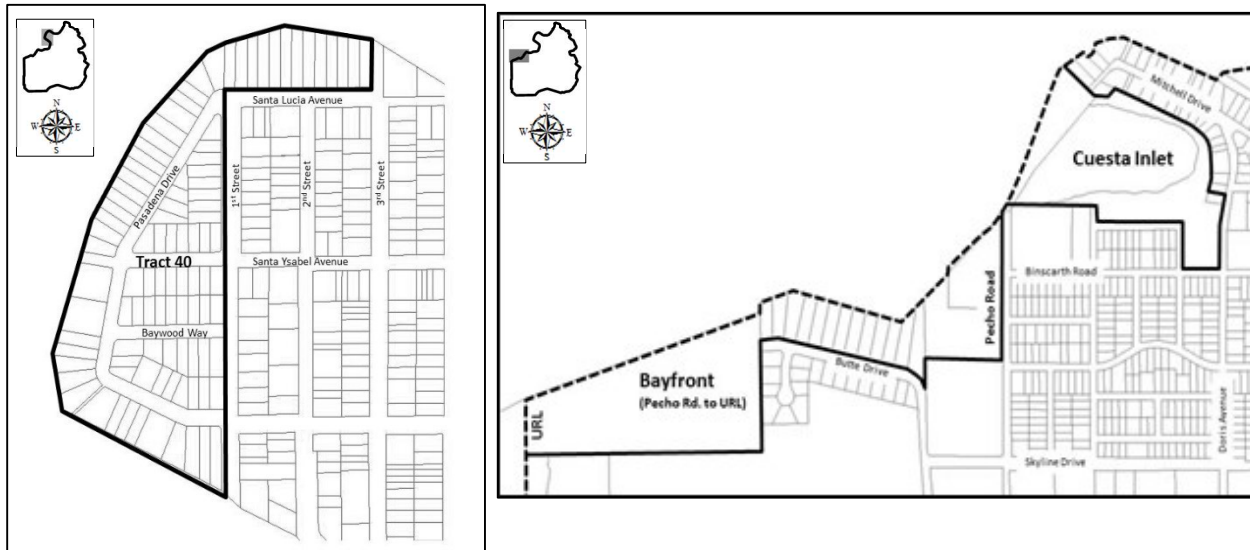 N
W
E
S
Santa Lucia Avenue
Pasadena Drive
1st Street
2nd Street
3rd Street
Tract 40
Santa Ysabel Avenue
Baywood Way
N
W
E
S
Mitchell Drive
Cuesta Inlet
Binscarth Road
Pecho Road
Butte Drive
Bayfront
(Pecho Rd. to URL)
URL
Doris Avenue
Skyline Drive